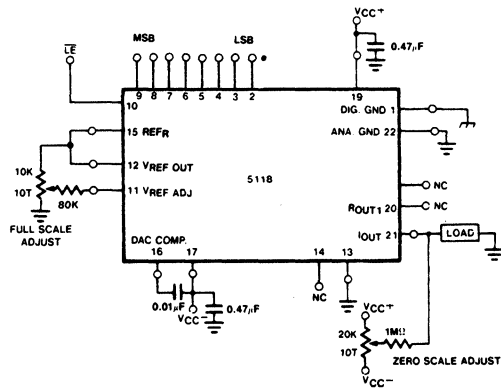 VCC+
MSB
LSB
0.47µF
LE
9 8 7 6 5 4 3 2
19
10
DIG. GND 1
15 REFR
ANA. GND 22
12 VREF OUT
10K
10T
11 VREF ADJ
80K
5118
NC
ROUT1 20
NC
FULL SCALE
ADJUST
IOUT 21
LOAD
DAC COMP.
16 17
14 13
0.01µF
0.47µF
VCC-
NC
VCC+
20K
1MΩ
10T
ZERO SCALE ADJUST
VCC-